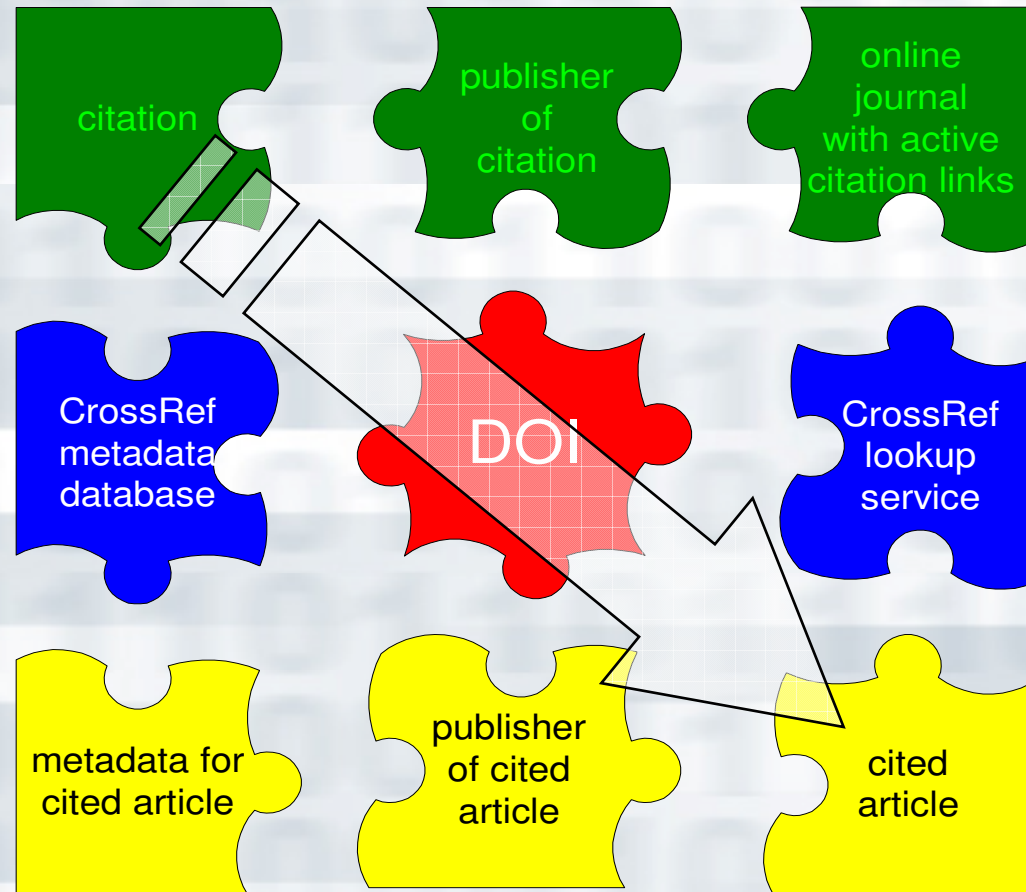 citation
publisher
of
citation
online
journal
with active
citation links
CrossRef
metadata
database
DOI
CrossRef
lookup
service
metadata for
cited article
publisher
of cited
article
cited
article